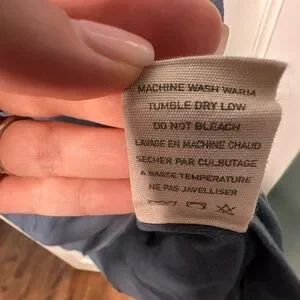 MACHINE WASH WARM
TUMBLE DRY LOW
DO NOT BLEACH
LAVAGE EN MACHINE CHAUD
SECHER PAR CULBUTAGE
A BASSE TEMPERATURE
NE PAS JAVELLISER